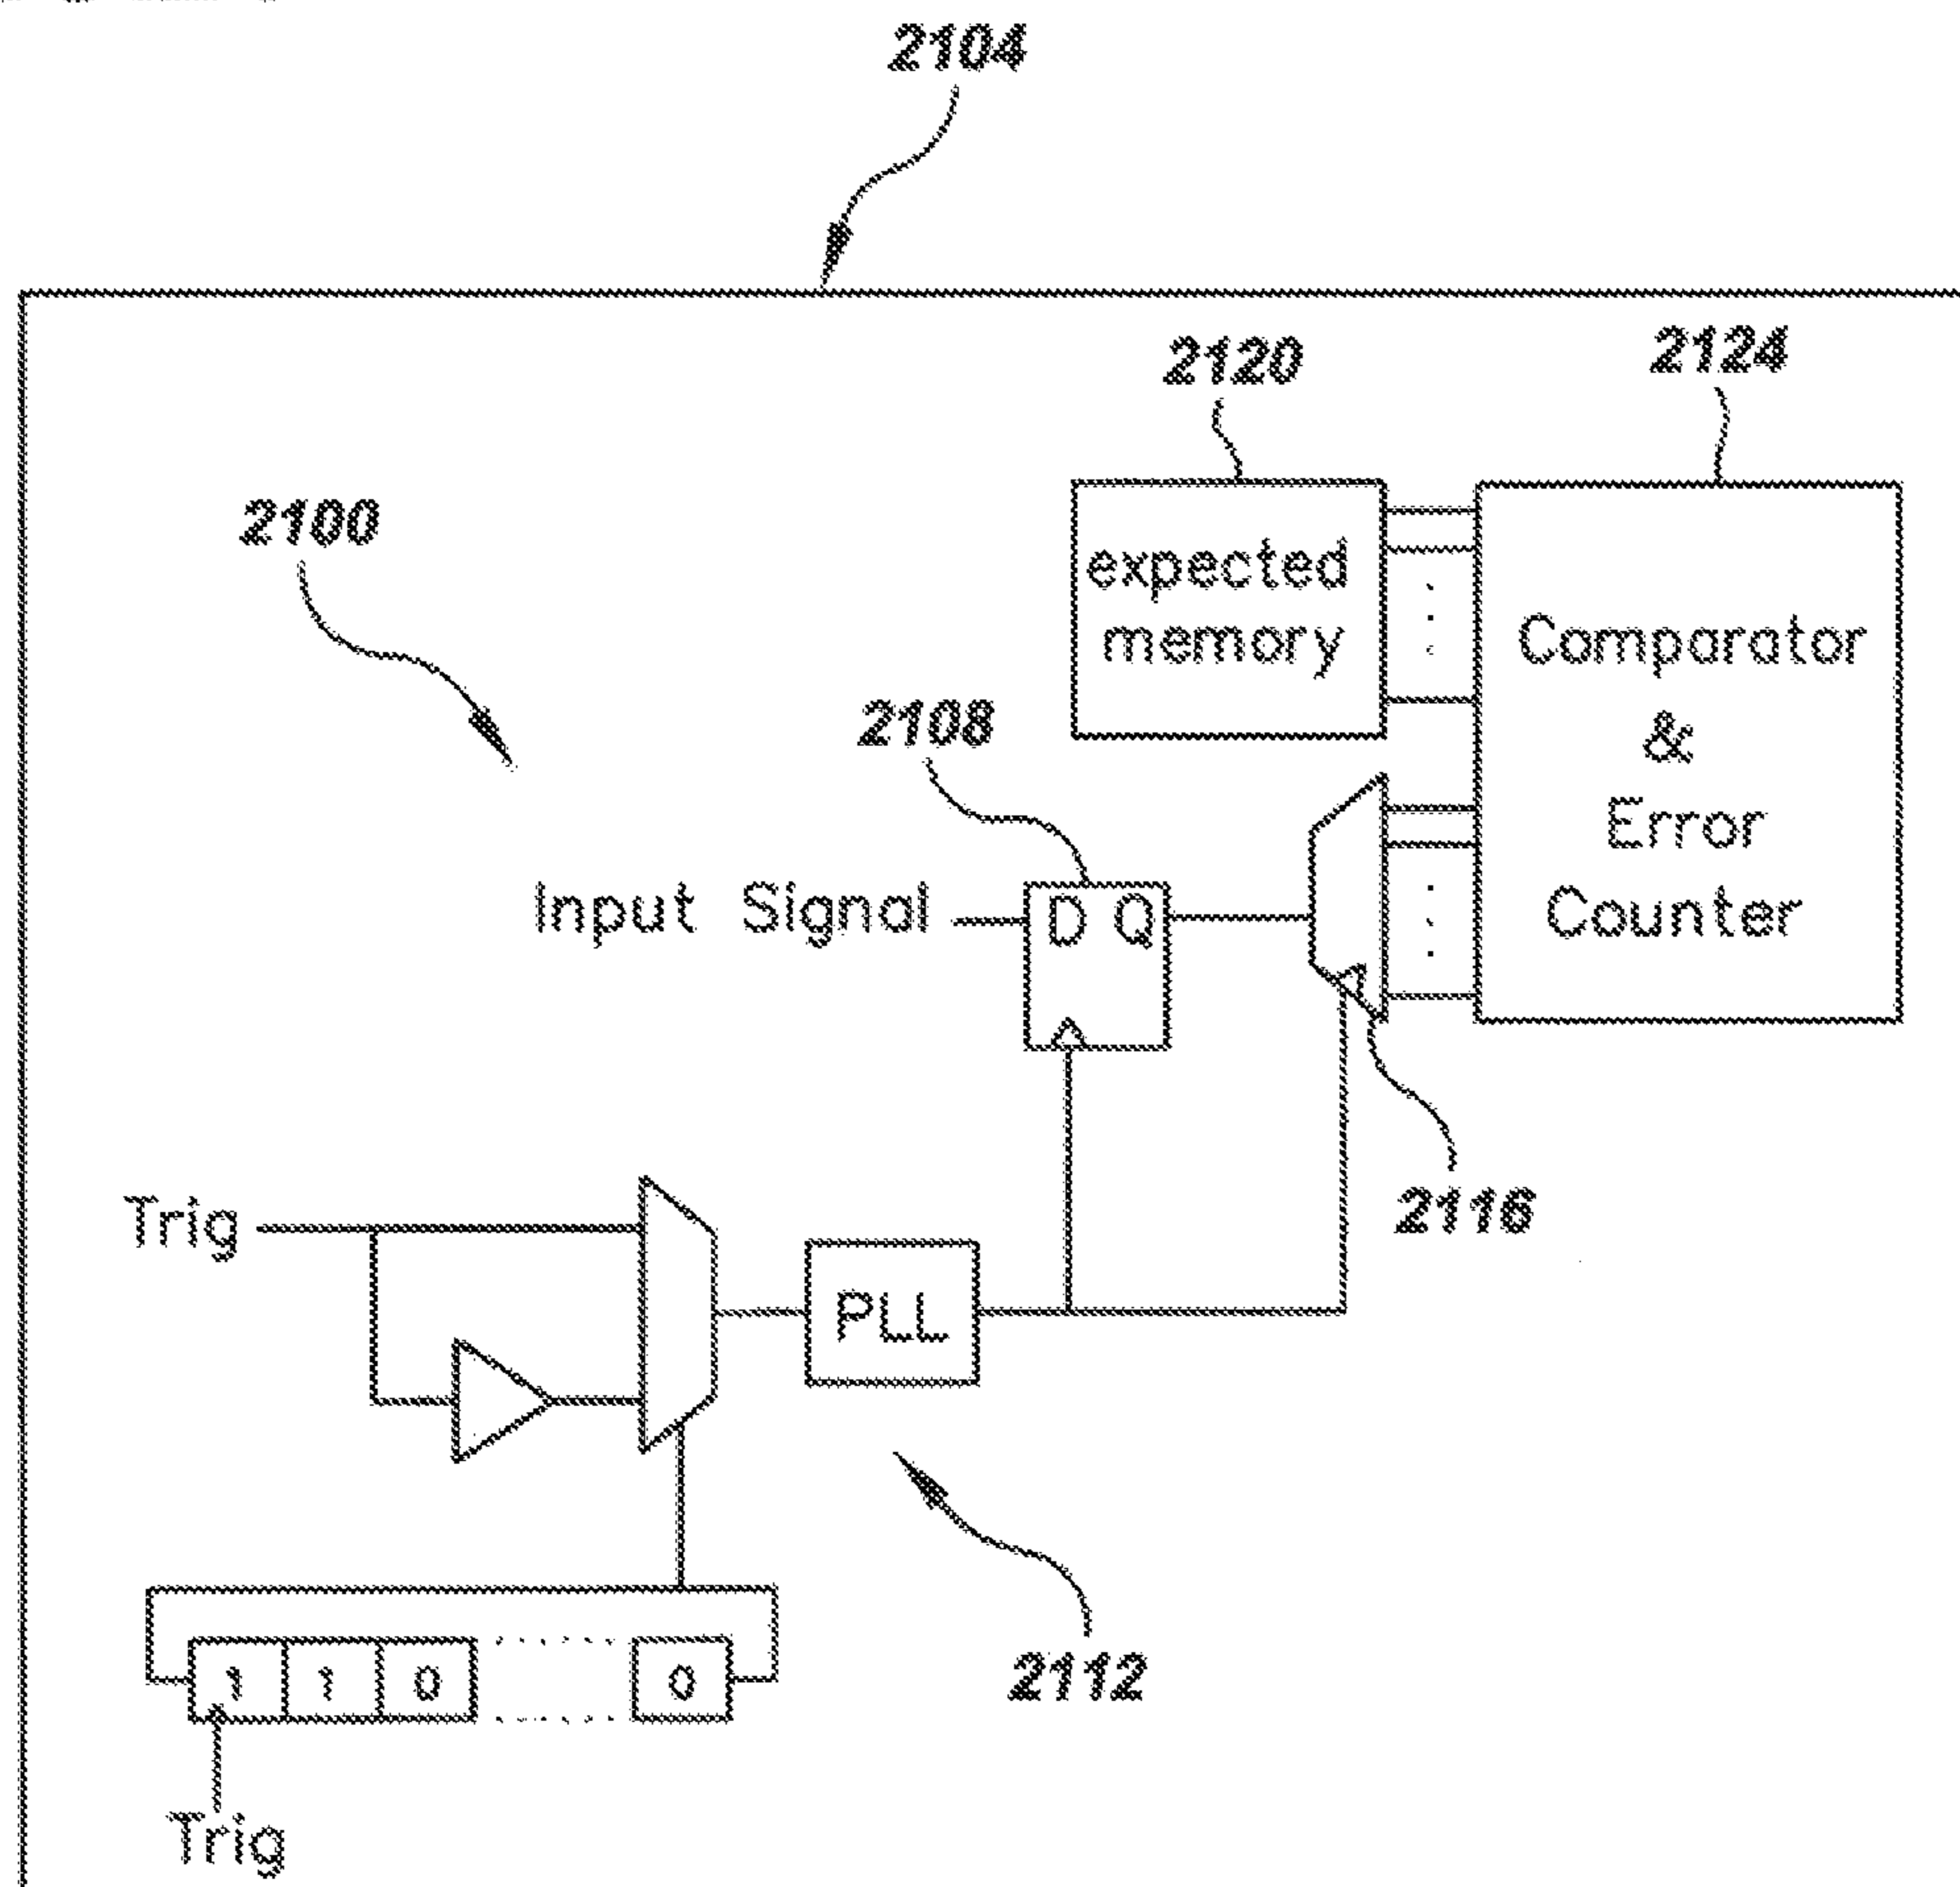 2104
2120
2124
2100
expected
memory
Comparator
&
Error
Counter
2108
Input Signal
D Q
2116
Trig
PLL
1 1 0 0
2112
Trig